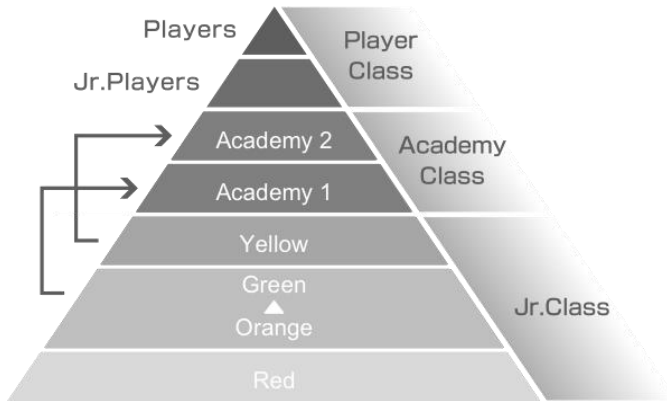 Players
Player
Class
Jr.Players
Academy 2
Academy
Class
Academy 1
Yellow
Green
Orange
Jr.Class
Red